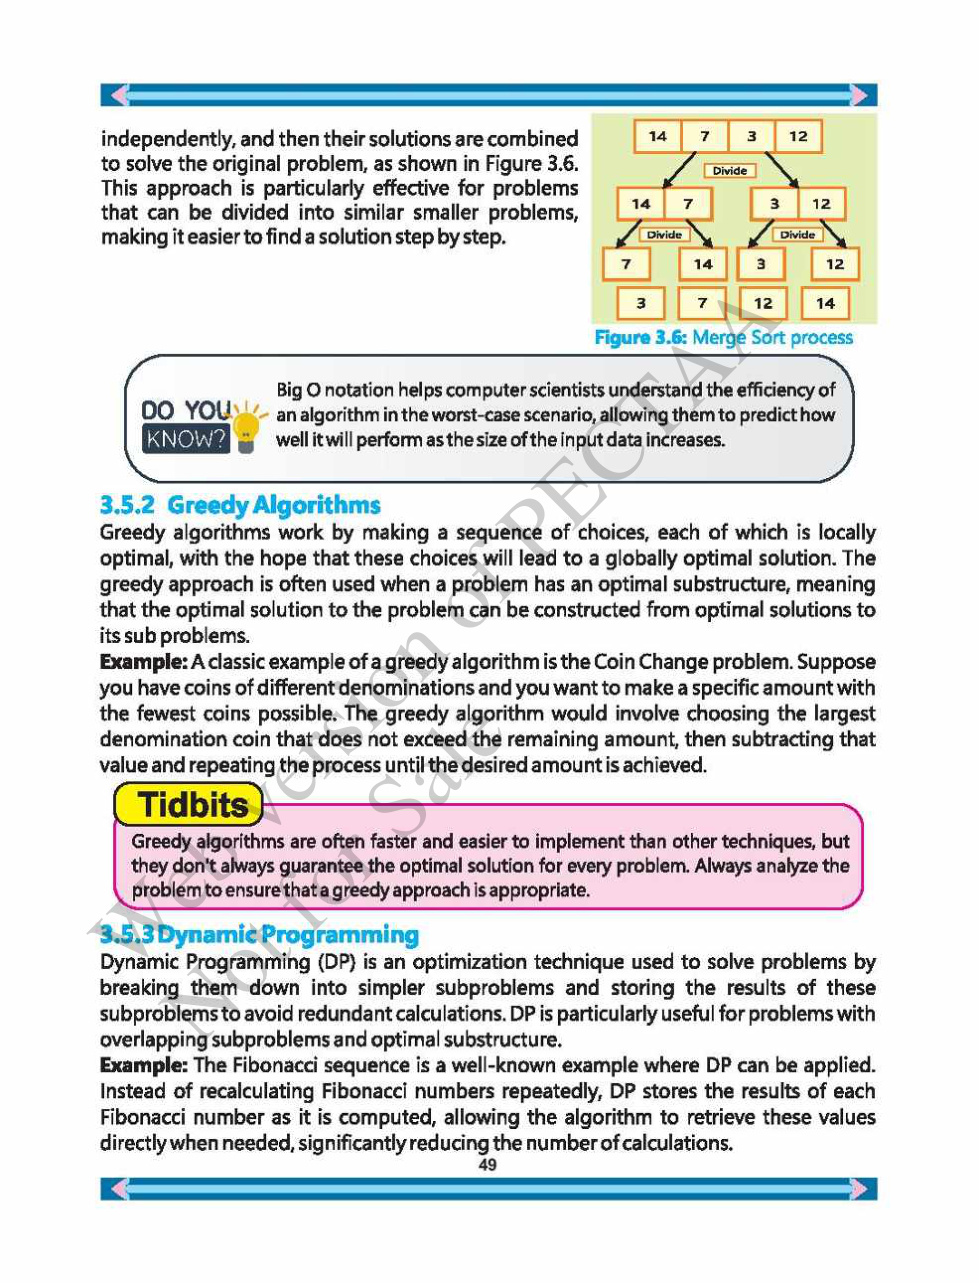 independently, and then their solutions are combined
to solve the original problem, as shown in Figure 3.6.
This approach is particularly effective for problems
that can be divided into similar smaller problems,
making it easier to find a solution step by step.
14 7 3 12
Divide
14 7 3 12
Divide Divide
7 14 3 12
3 7 12 14
Figure 3.6: Merge Sort process
DO YOU
KNOW?
Big O notation helps computer scientists understand the efficiency of
an algorithm in the worst-case scenario, allowing them to predict how
well it will perform as the size of the input data increases.
3.5.2 Greedy Algorithms
Greedy algorithms work by making a sequence of choices, each of which is locally
optimal, with the hope that these choices will lead to a globally optimal solution. The
greedy approach is often used when a problem has an optimal substructure, meaning
that the optimal solution to the problem can be constructed from optimal solutions to
its sub problems.
Example: A classic example of a greedy algorithm is the Coin Change problem. Suppose
you have coins of different denominations and you want to make a specific amount with
the fewest coins possible. The greedy algorithm would involve choosing the largest
denomination coin that does not exceed the remaining amount, then subtracting that
value and repeating the process until the desired amount is achieved.
Tidbits
Greedy algorithms are often faster and easier to implement than other techniques, but
they don't always guarantee the optimal solution for every problem. Always analyze the
problem to ensure that a greedy approach is appropriate.
3.5.3 Dynamic Programming
Dynamic Programming (DP) is an optimization technique used to solve problems by
breaking them down into simpler subproblems and storing the results of these
subproblems to avoid redundant calculations. DP is particularly useful for problems with
overlapping subproblems and optimal substructure.
Example: The Fibonacci sequence is a well-known example where DP can be applied.
Instead of recalculating Fibonacci numbers repeatedly, DP stores the results of each
Fibonacci number as it is computed, allowing the algorithm to retrieve these values
directly when needed, significantly reducing the number of calculations.
49
Web version of PECTAA
Not for Sale